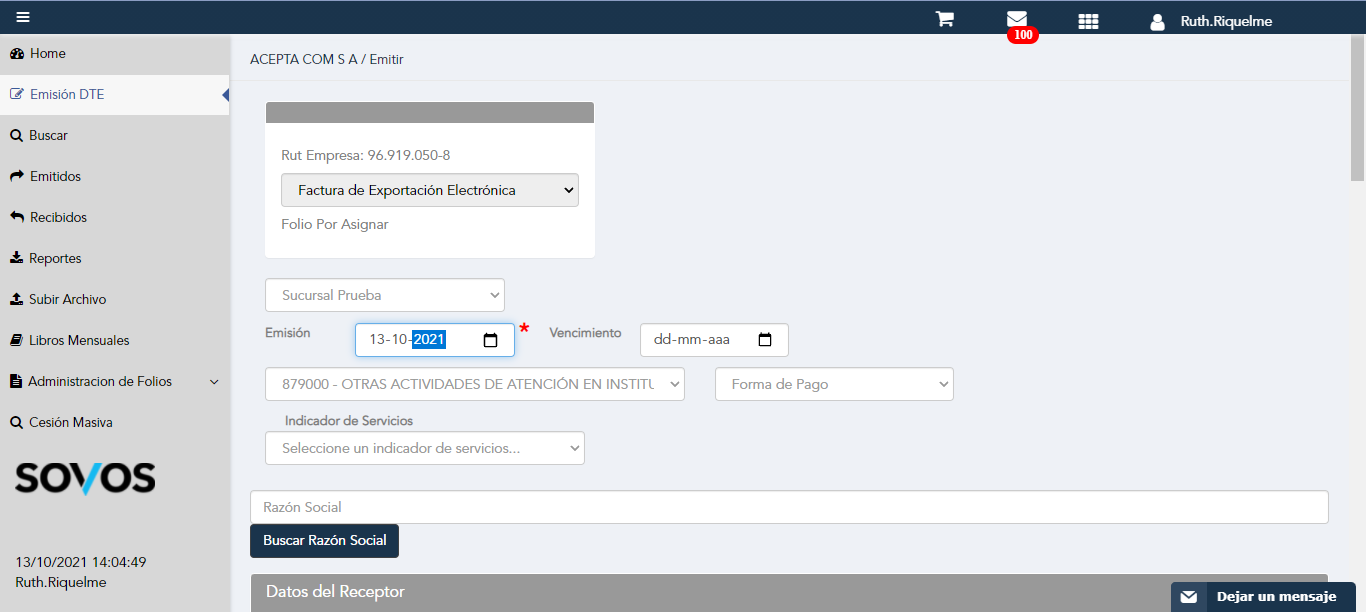 Ruth.Riquelme
100
Home
Emisión DTE
Buscar
Emitidos
Recibidos
Reportes
Subir Archivo
Libros Mensuales
Administracion de Folios
Cesión Masiva
SOVOS
13/10/2021 14:04:49
Ruth.Riquelme
ACEPTA COM S A / Emitir
Rut Empresa: 96.919.050-8
Factura de Exportación Electrónica
Folio Por Asignar
Sucursal Prueba
Emisión 13-10-2021 * Vencimiento dd-mm-aaa
879000 - OTRAS ACTIVIDADES DE ATENCIÓN EN INSTITU Forma de Pago
Indicador de Servicios
Seleccione un indicador de servicios...
Razón Social
Buscar Razón Social
Datos del Receptor
Dejar un mensaje